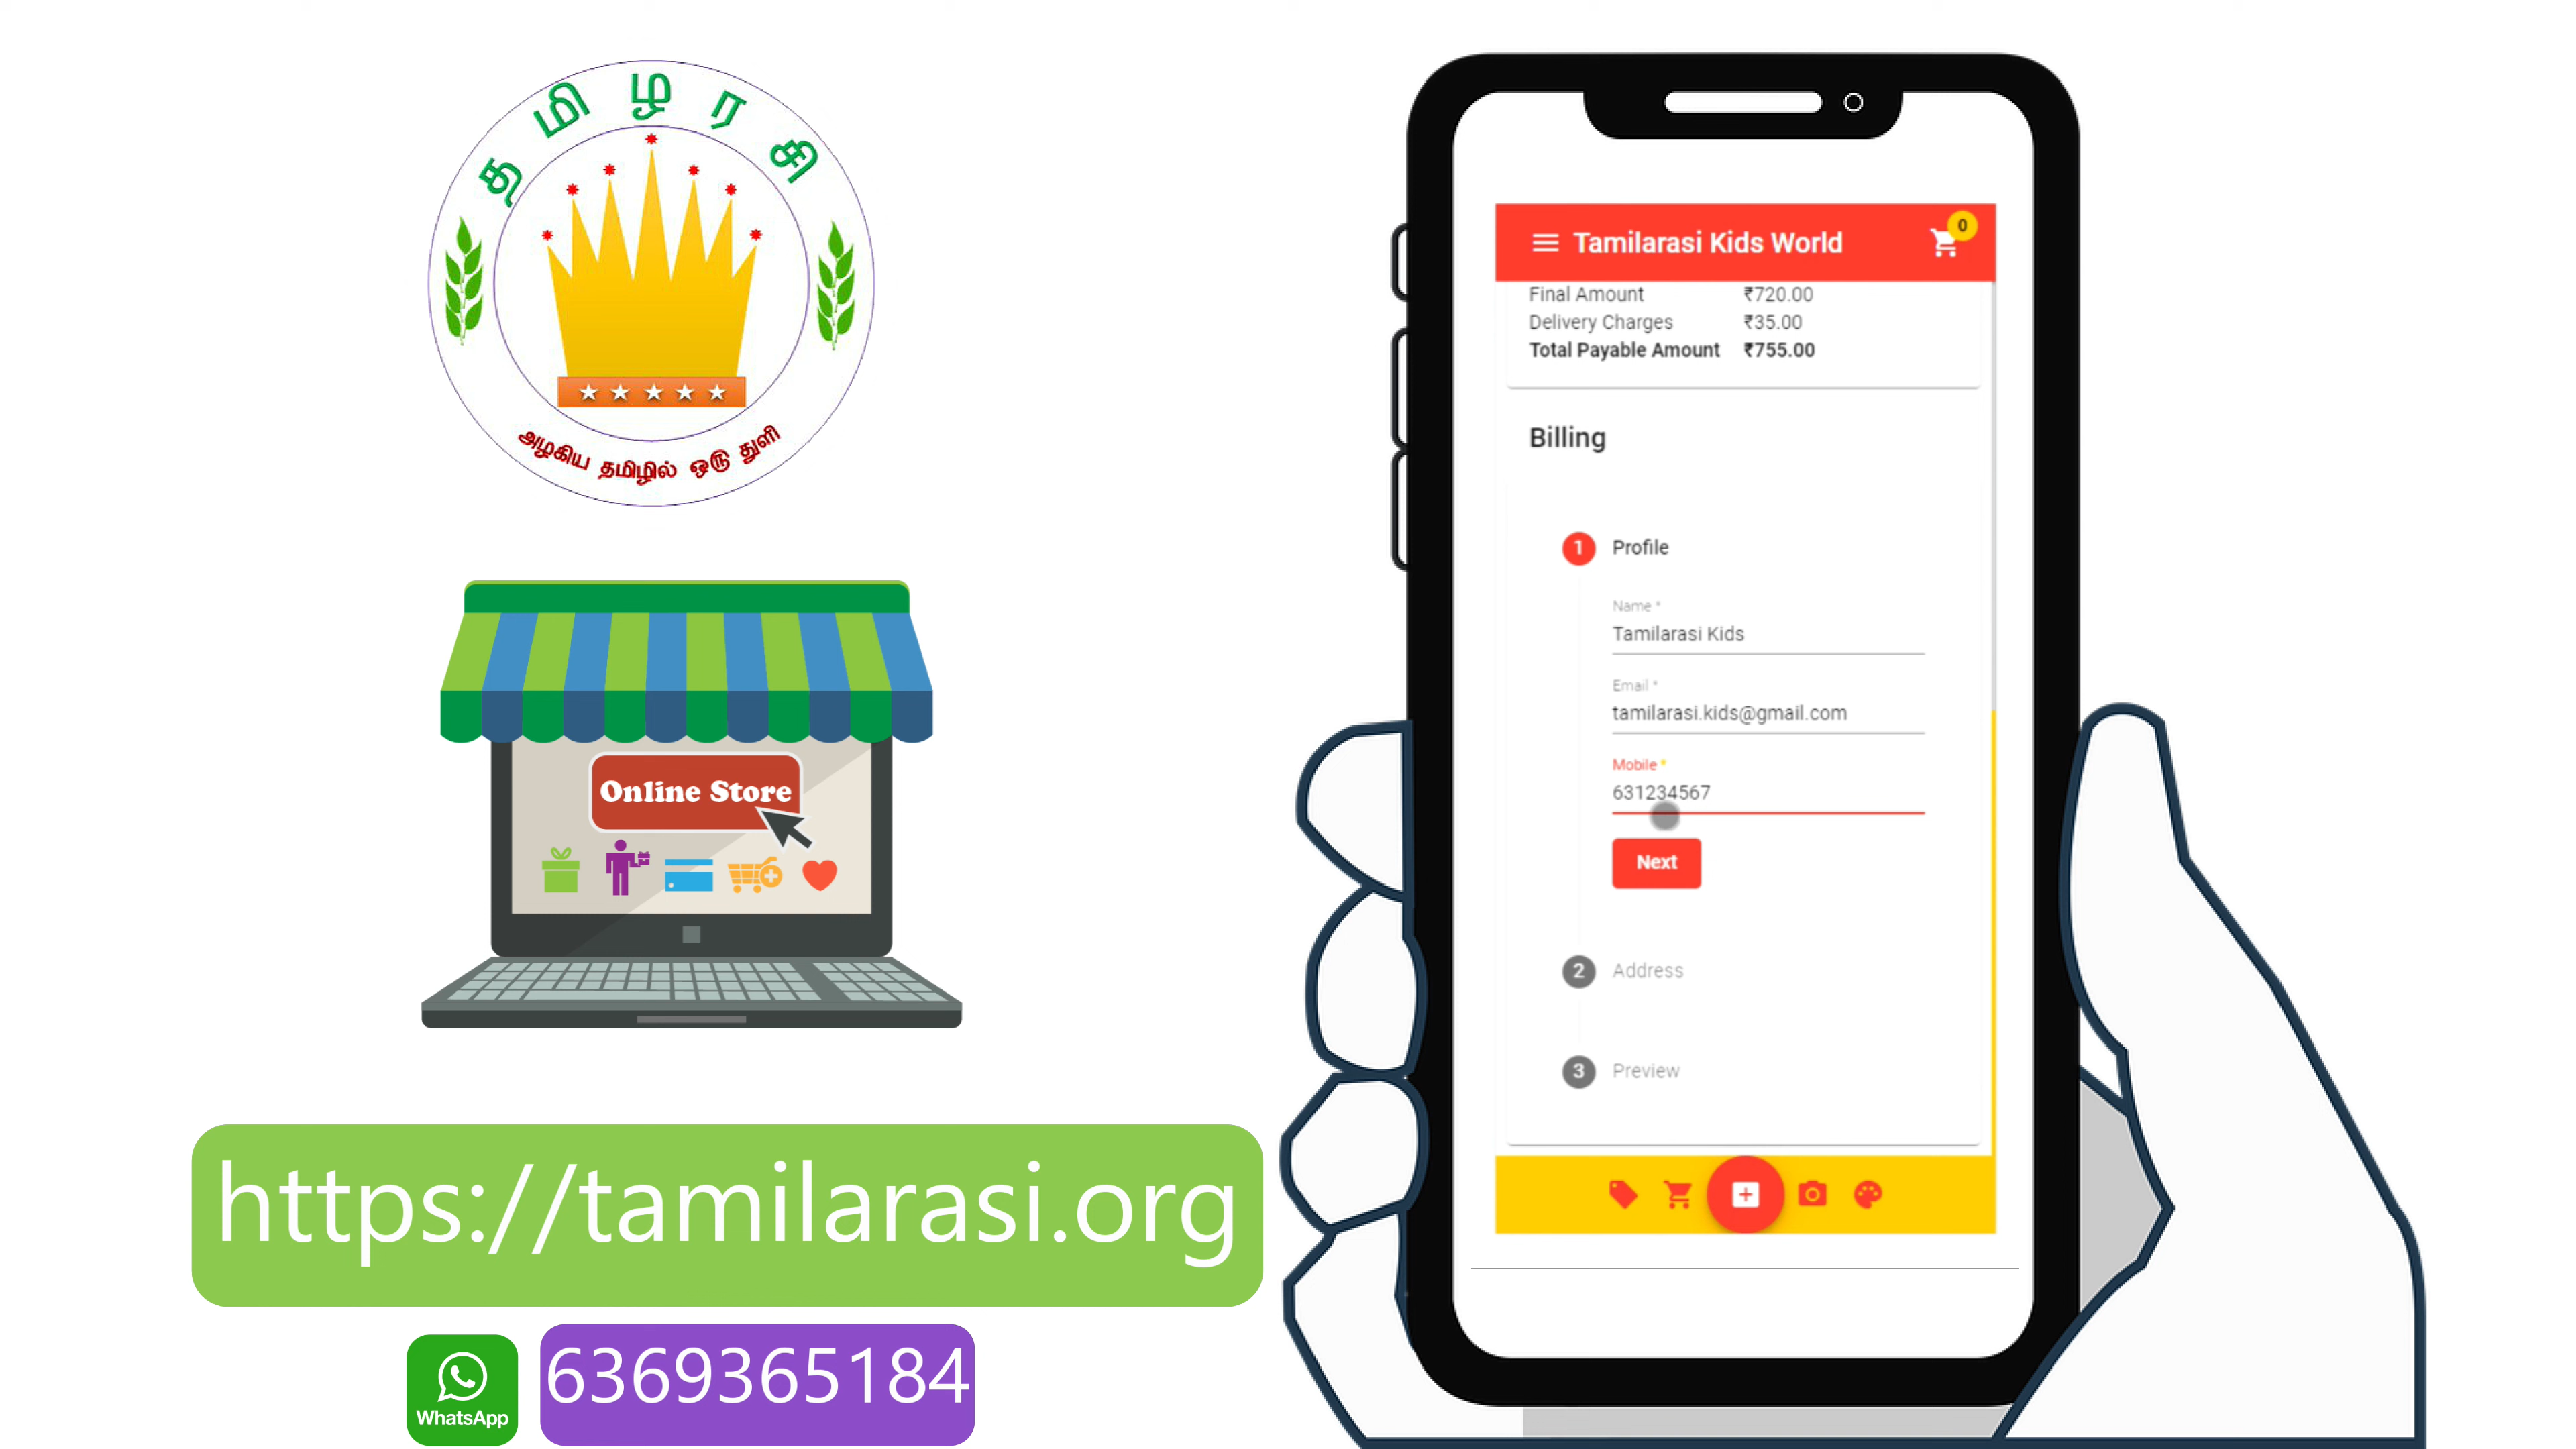 தமிழரசி
அழகிய தமிழில் ஒரு துளி
Online Store
https://tamilarasi.org
WhatsApp
6369365184
Tamilarasi Kids World
0
Final Amount ₹720.00
Delivery Charges ₹35.00
Total Payable Amount ₹755.00
Billing
1 Profile
Name *
Tamilarasi Kids
Email *
tamilarasi.kids@gmail.com
Mobile *
631234567
Next
2 Address
3 Preview